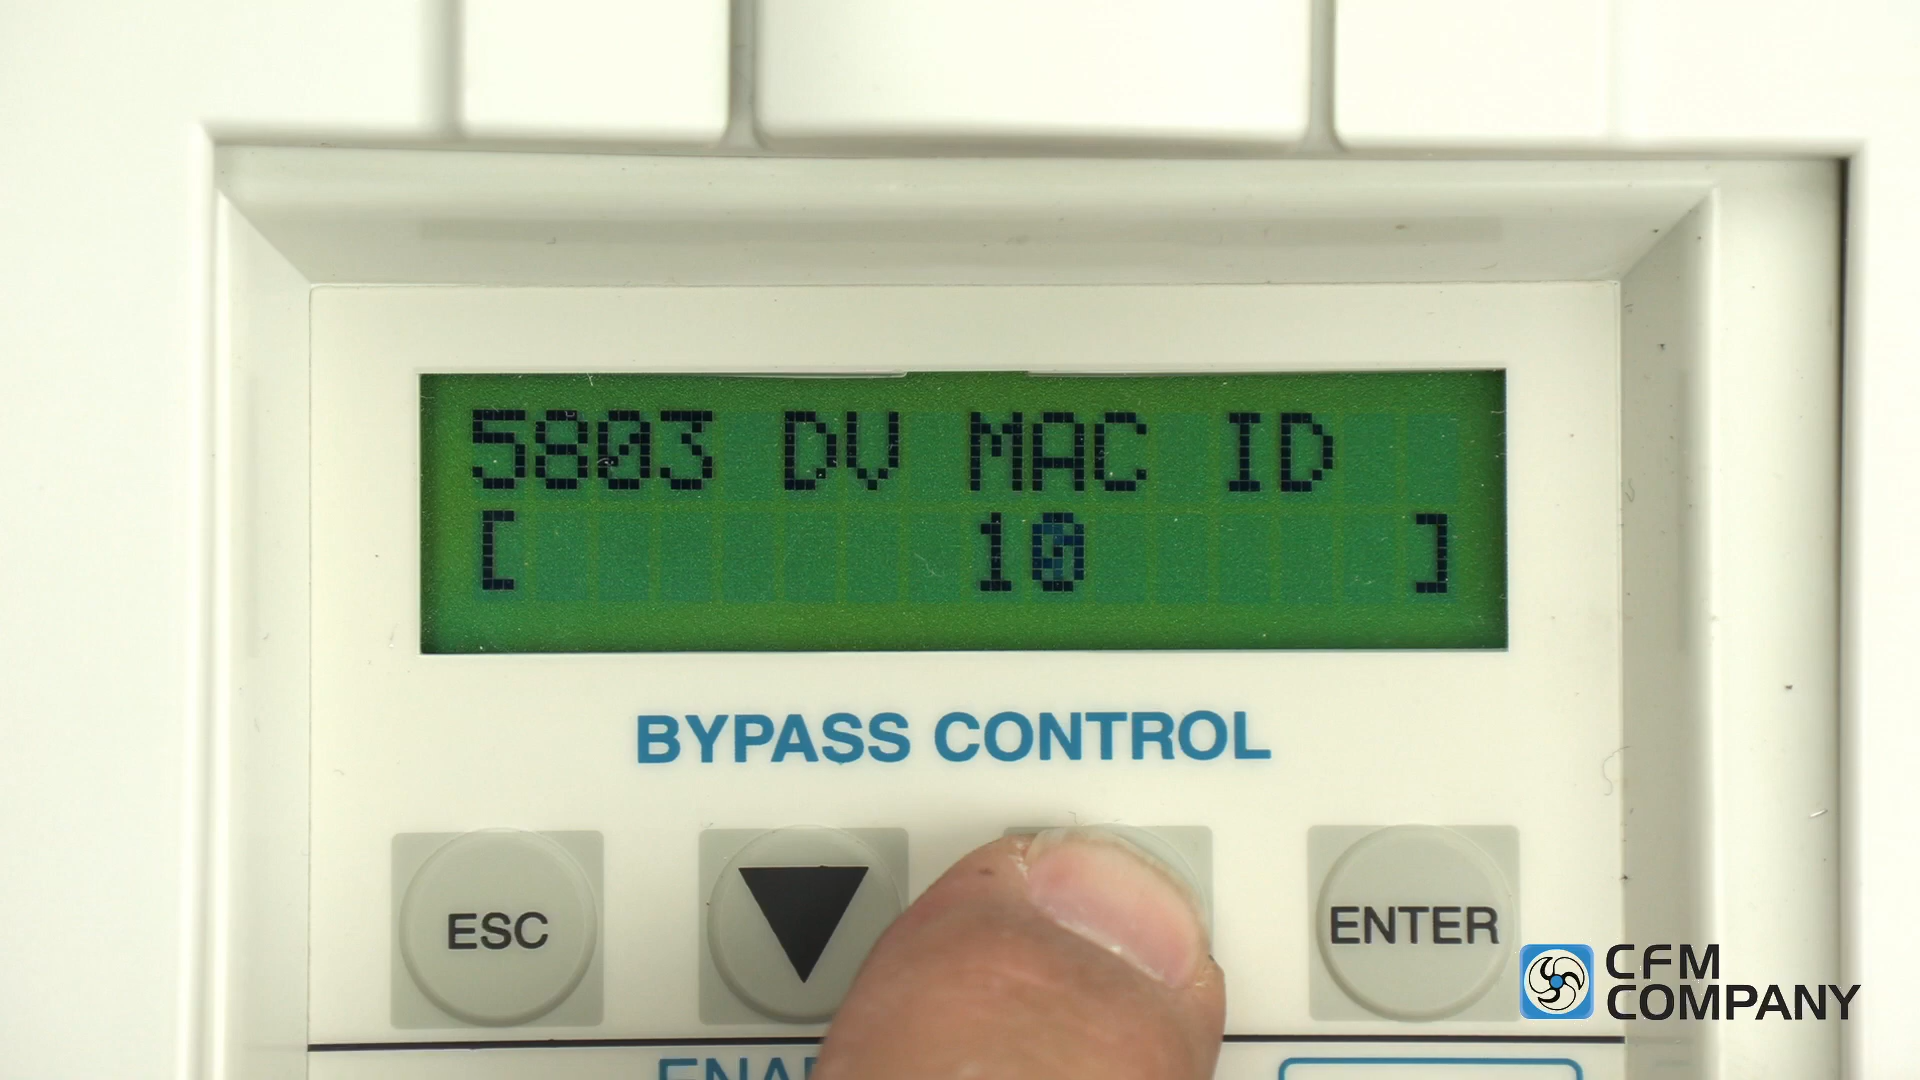 5803 DV MAC ID
[ 10 ]
BYPASS CONTROL
ESC
ENTER
CFM
COMPANY